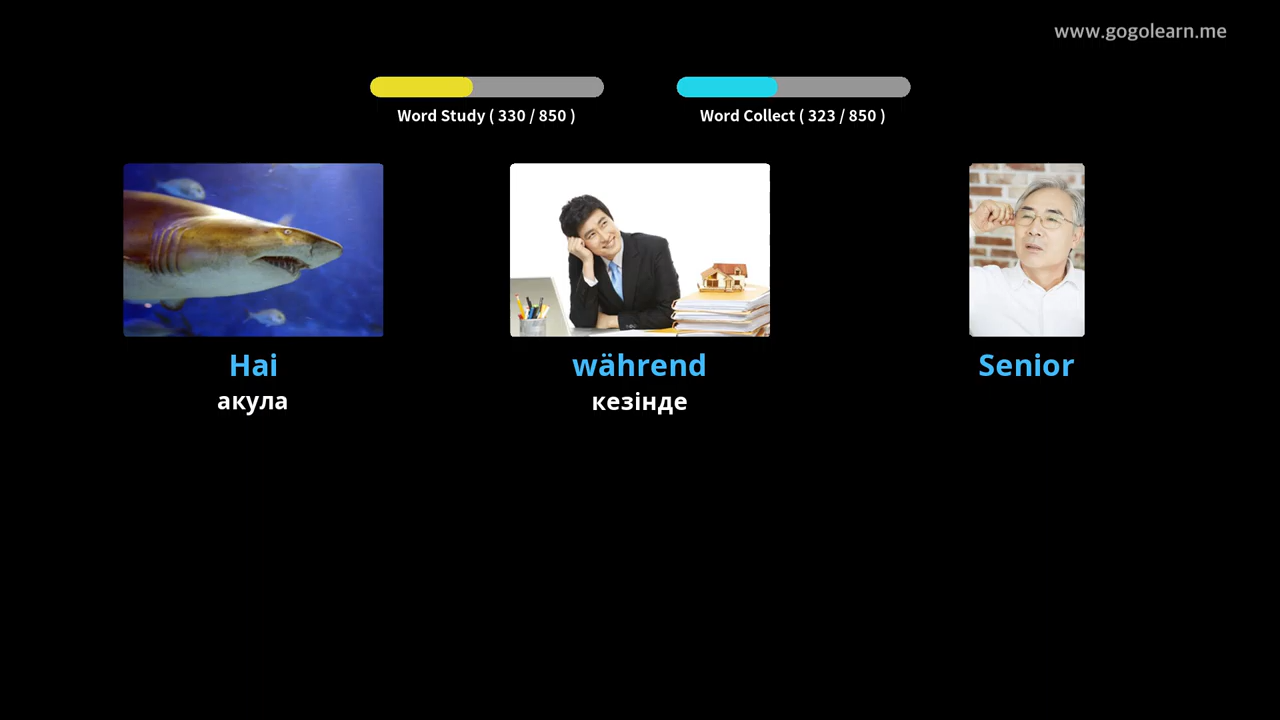 www.gogolearn.me
Word Study ( 330 / 850 )
Word Collect ( 323 / 850 )
Hai
während
Senior
акула
кезінде